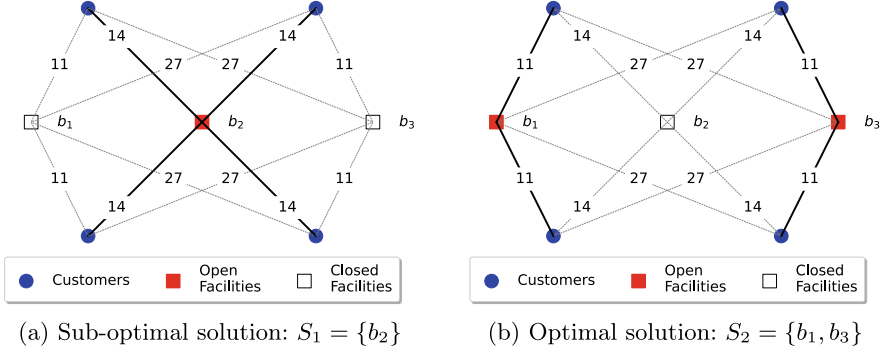 14 14 14 14
11 27 27 11 11 27 27 11
b1 b2 b3 b1 b2 b3
11 27 27 11 11 27 27 11
14 14 14 14
Customers Open Facilities Closed Facilities Customers Open Facilities Closed Facilities
(a) Sub-optimal solution: S1 = {b2} (b) Optimal solution: S2 = {b1, b3}